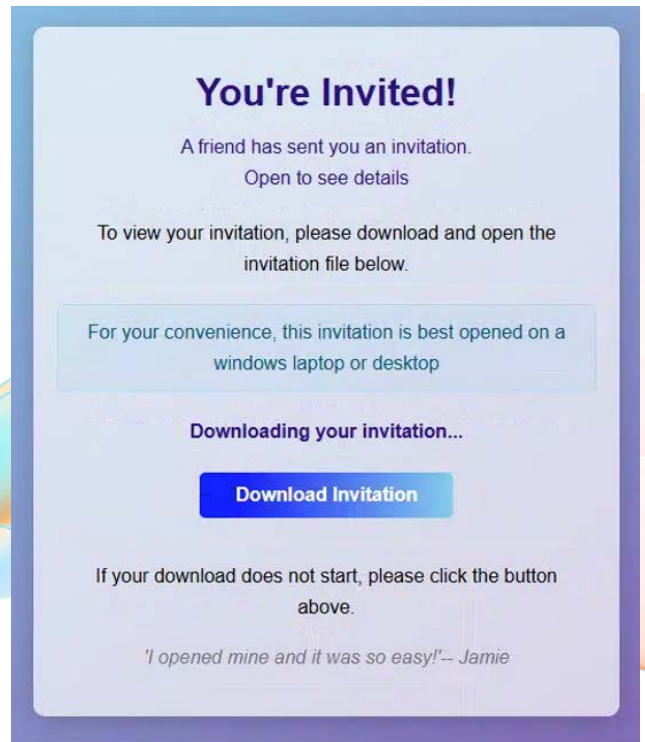 You're Invited!
A friend has sent you an invitation.
Open to see details
To view your invitation, please download and open the
invitation file below.
For your convenience, this invitation is best opened on a
windows laptop or desktop
Downloading your invitation...
Download Invitation
If your download does not start, please click the button
above.
'I opened mine and it was so easy!'-- Jamie